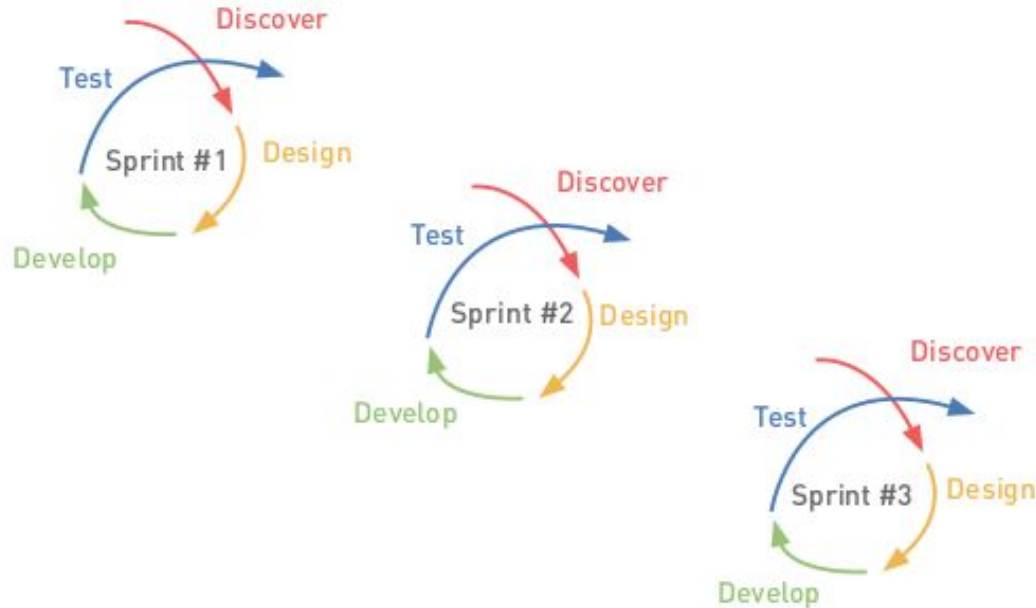 Discover
Test
Sprint #1
Design
Develop
Discover
Test
Sprint #2
Design
Develop
Discover
Test
Sprint #3
Design
Develop